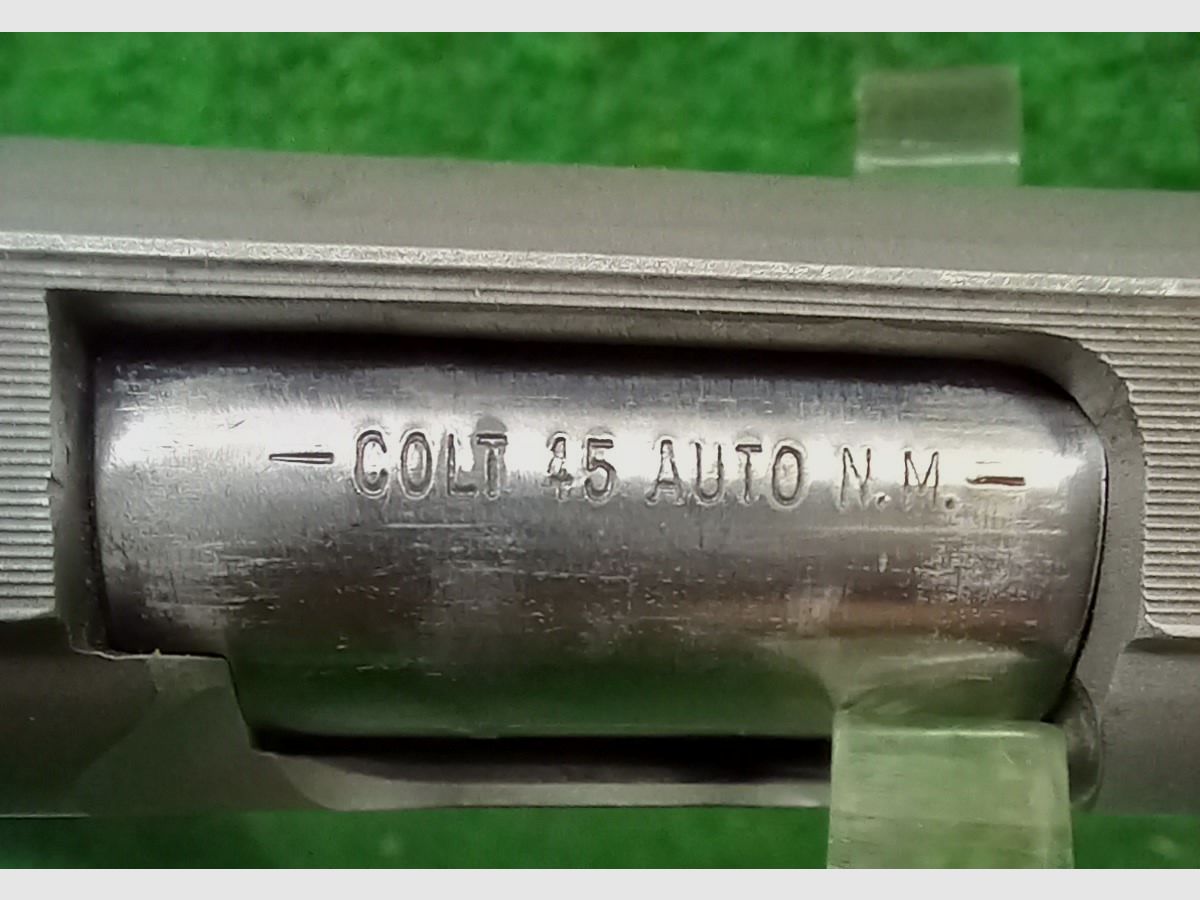 — COLT 45 AUTO N.M. —